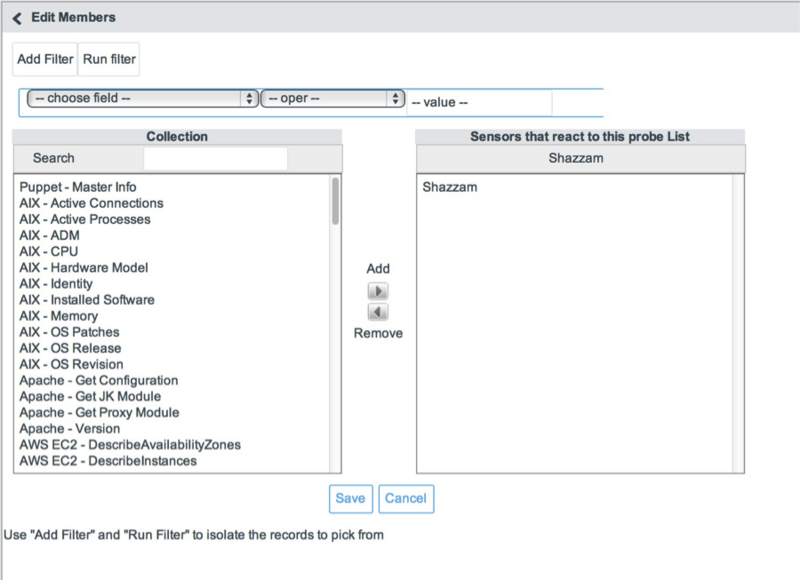 Edit Members
Add Filter Run filter
-- choose field -- -- oper -- -- value --
Collection
Search
Puppet - Master Info
AIX - Active Connections
AIX - Active Processes
AIX - ADM
AIX - CPU
AIX - Hardware Model
AIX - Identity
AIX - Installed Software
AIX - Memory
AIX - OS Patches
AIX - OS Release
AIX - OS Revision
Apache - Get Configuration
Apache - Get JK Module
Apache - Get Proxy Module
Apache - Version
AWS EC2 - DescribeAvailabilityZones
AWS EC2 - DescribeInstances
Add
Remove
Sensors that react to this probe List
Shazzam
Shazzam
Save Cancel
Use "Add Filter" and "Run Filter" to isolate the records to pick from